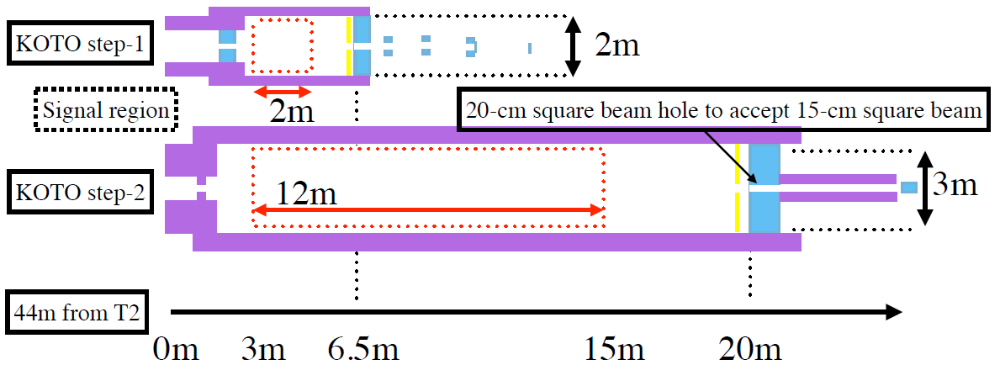 KOTO step-1
2m
Signal region
2m
20-cm square beam hole to accept 15-cm square beam
KOTO step-2
12m
3m
44m from T2
0m 3m 6.5m 15m 20m